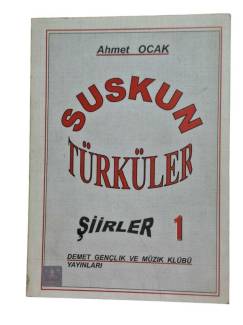 Ahmet OCAK
SUSKUN
TÜRKÜLER
ŞİİRLER 1
DEMET GENÇLİK VE MÜZİK KLÜBÜ
YAYINLARI